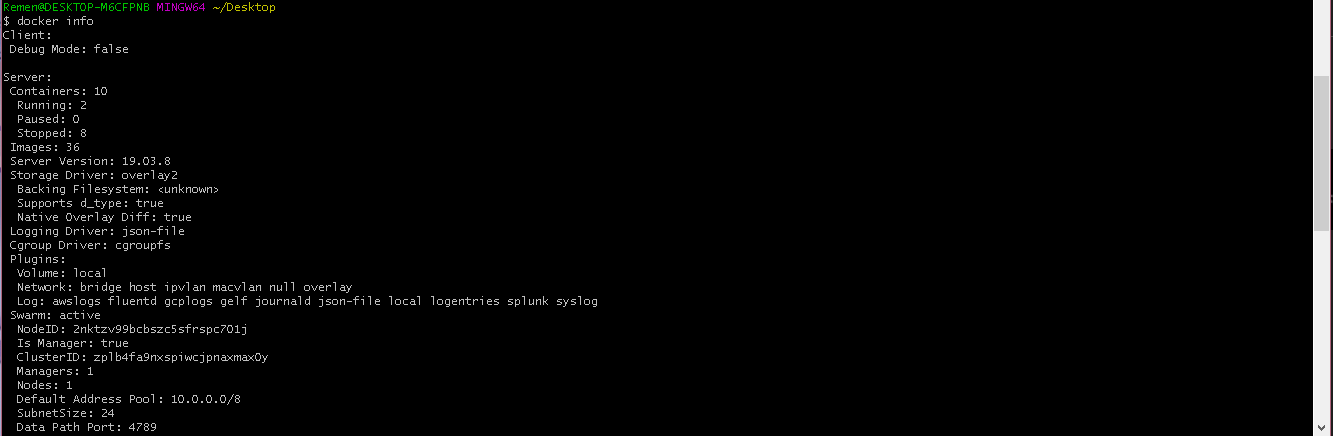 Remen@DESKTOP-M6CFPNB MINGW64 ~/Desktop
$ docker info
Client:
 Debug Mode: false

Server:
 Containers: 10
  Running: 2
  Paused: 0
  Stopped: 8
 Images: 36
 Server Version: 19.03.8
 Storage Driver: overlay2
  Backing Filesystem: <unknown>
  Supports d_type: true
  Native Overlay Diff: true
 Logging Driver: json-file
 Cgroup Driver: cgroupfs
 Plugins:
  Volume: local
  Network: bridge host ipvlan macvlan null overlay
  Log: awslogs fluentd gcplogs gelf journald json-file local logentries splunk syslog
 Swarm: active
  NodeID: 2nktzv99bcbszc5sfrspc701j
  Is Manager: true
  ClusterID: zplb4fa9nxspiwcjpnaxmax0y
  Managers: 1
  Nodes: 1
  Default Address Pool: 10.0.0.0/8
  SubnetSize: 24
  Data Path Port: 4789